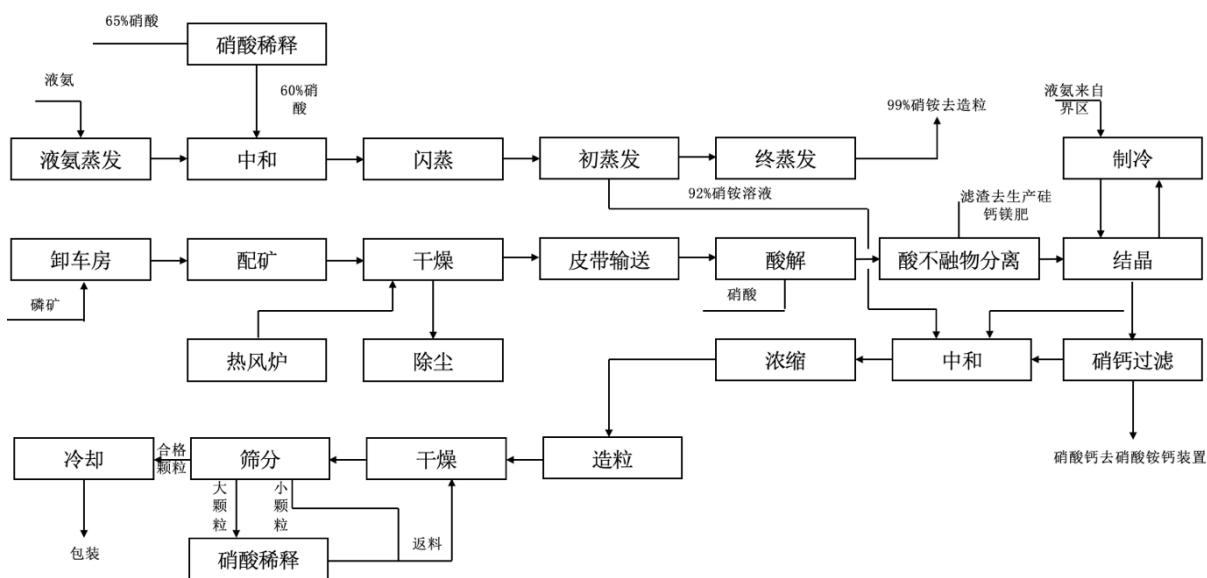 65%硝酸
硝酸稀释
液氨
60%硝
酸
99%硝铵去造粒
液氨来自
界区
液氨蒸发
中和
闪蒸
初蒸发
终蒸发
制冷
92%硝铵溶液
滤渣去生产硅
钙镁肥
卸车房
配矿
干燥
皮带输送
酸解
酸不融物分离
结晶
磷矿
硝酸
热风炉
除尘
浓缩
中和
硝钙过滤
冷却
合格
颗粒
筛分
干燥
造粒
硝酸钙去硝酸铵钙装置
大
颗
粒
小
颗
粒
包装
硝酸稀释
返料